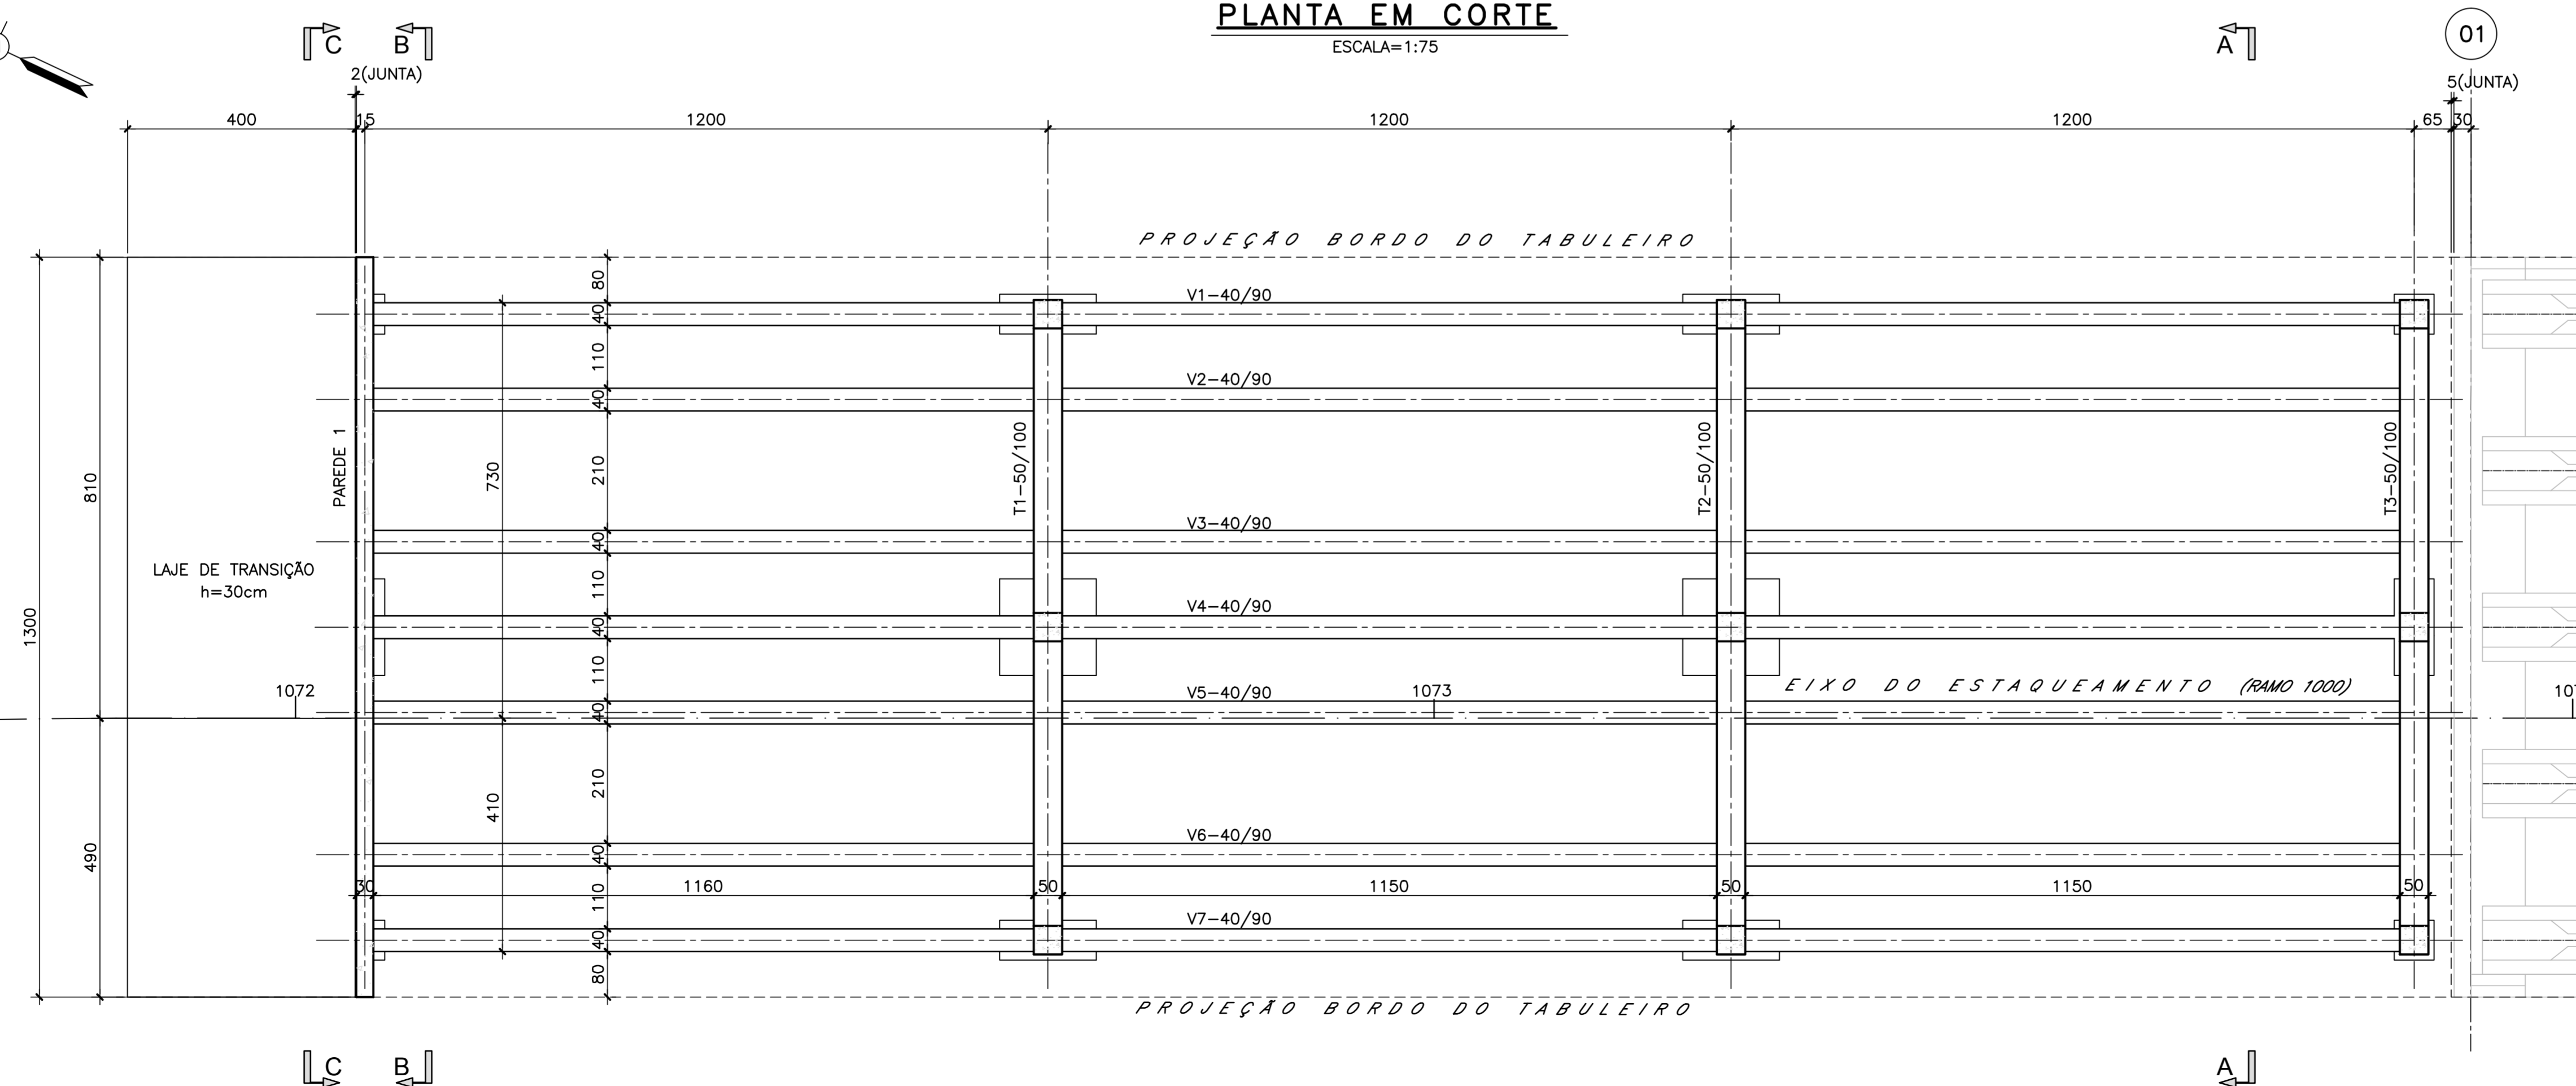 PLANTA EM CORTE
ESCALA=1:75
C
B
A
01
2(JUNTA)
5(JUNTA)
400
15
1200
1200
1200
65
30
PROJEÇÃO BORDO DO TABULEIRO
80
V1-40/90
40
110
V2-40/90
40
PAREDE 1
T1-50/100
T2-50/100
T3-50/100
810
730
210
V3-40/90
40
LAJE DE TRANSIÇÃO
h=30cm
110
1300
V4-40/90
40
110
1072
V5-40/90
1073
EIXO DO ESTAQUEAMENTO (RAMO 1000)
40
210
410
490
V6-40/90
40
30
1160
50
1150
50
1150
50
110
V7-40/90
40
80
PROJEÇÃO BORDO DO TABULEIRO
C
B
A